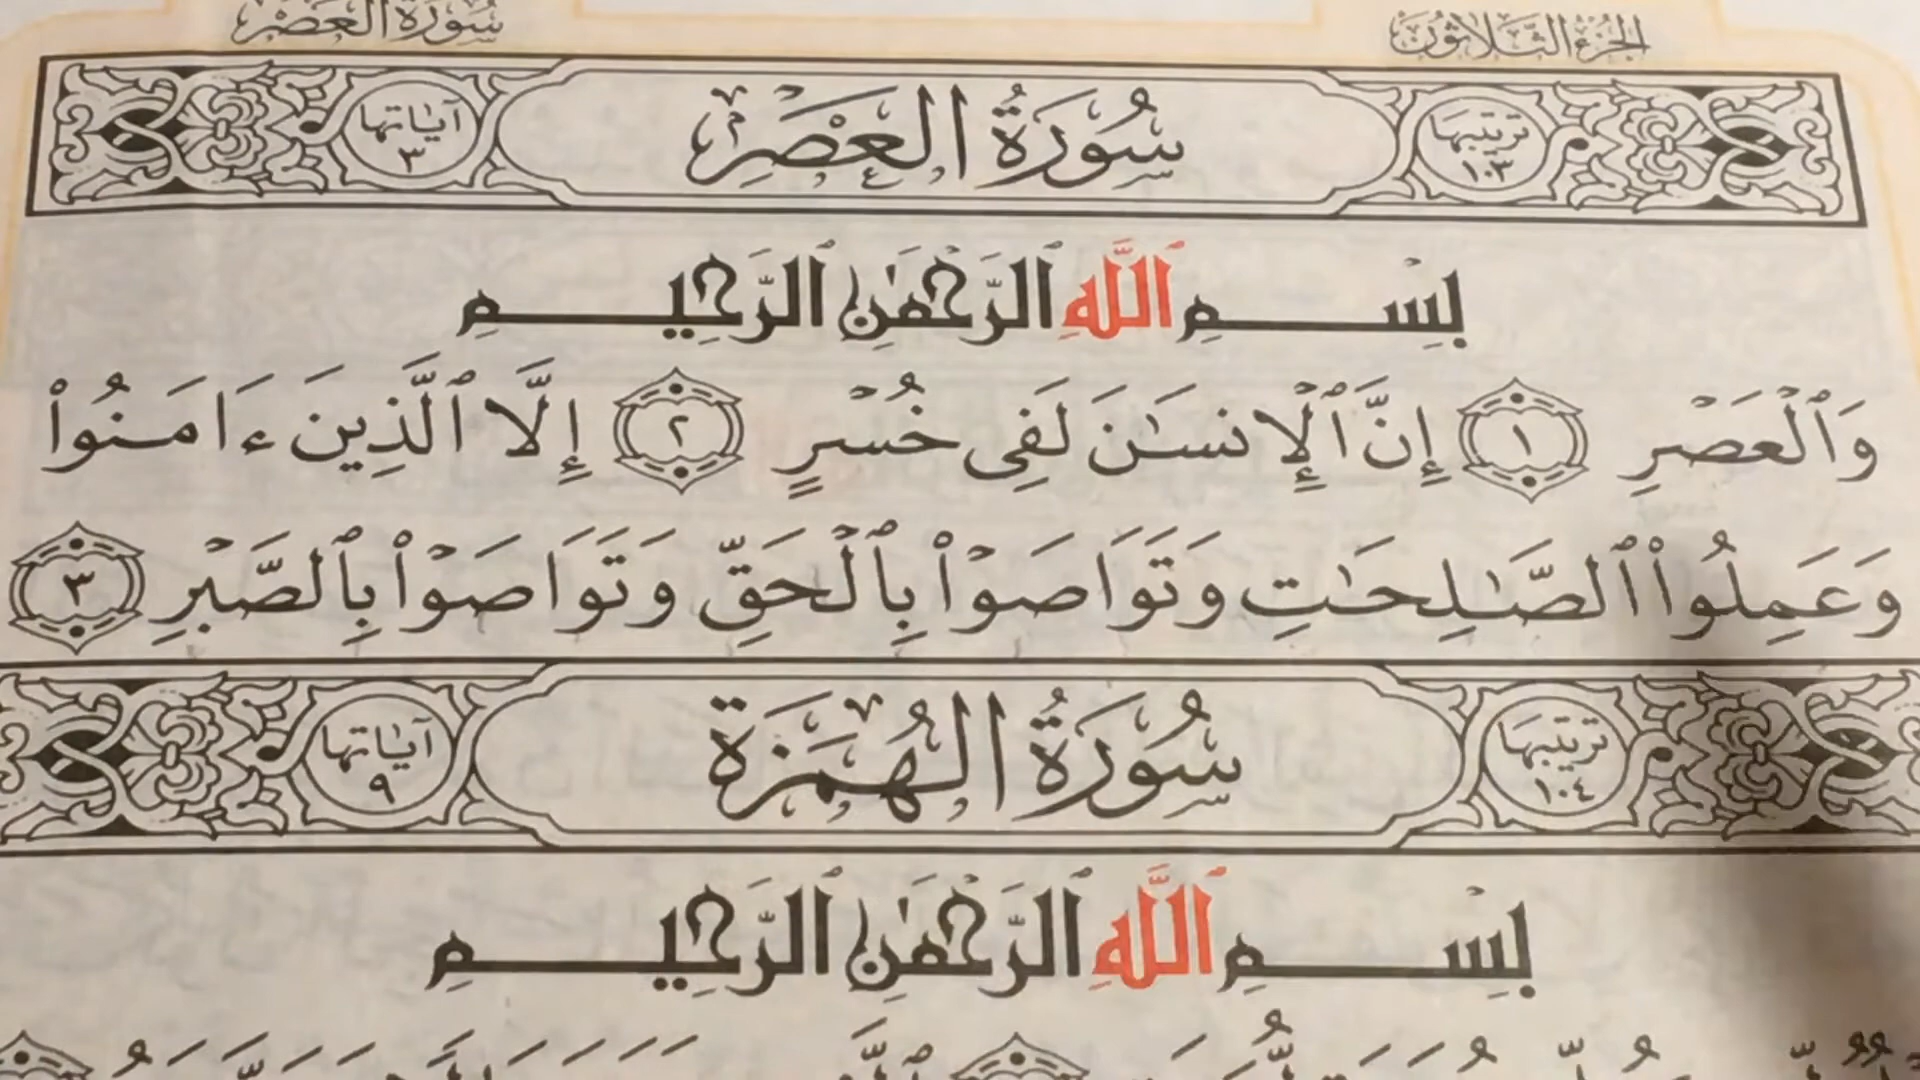 الجزء الثلاثون
سورة العصر
ترتيبها ١٠٣
سُورَةُ الْعَصْرِ
آياتها ٣
بِسْمِ ٱللَّهِ ٱلرَّحْمَٰنِ ٱلرَّحِيمِ
وَٱلْعَصْرِ ١ إِنَّ ٱلْإِنسَٰنَ لَفِى خُسْرٍ ٢ إِلَّا ٱلَّذِينَ ءَامَنُوا۟
وَعَمِلُوا۟ ٱلصَّٰلِحَٰتِ وَتَوَاصَوْا۟ بِٱلْحَقِّ وَتَوَاصَوْا۟ بِٱلصَّبْرِ ٣
ترتيبها ١٠٤
سُورَةُ الْهُمَزَةِ
آياتها ٩
بِسْمِ ٱللَّهِ ٱلرَّحْمَٰنِ ٱلرَّحِيمِ